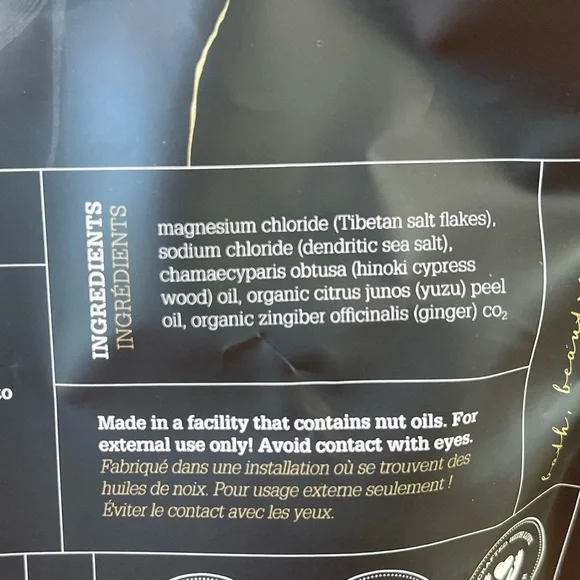 INGREDIENTS
INGRÉDIENTS
magnesium chloride (Tibetan salt flakes),
sodium chloride (dendritic sea salt),
chamaecyparis obtusa (hinoki cypress
wood) oil, organic citrus junos (yuzu) peel
oil, organic zingiber officinalis (ginger) co₂
Made in a facility that contains nut oils. For
external use only! Avoid contact with eyes.
Fabriqué dans une installation où se trouvent des
huiles de noix. Pour usage externe seulement !
Éviter le contact avec les yeux.